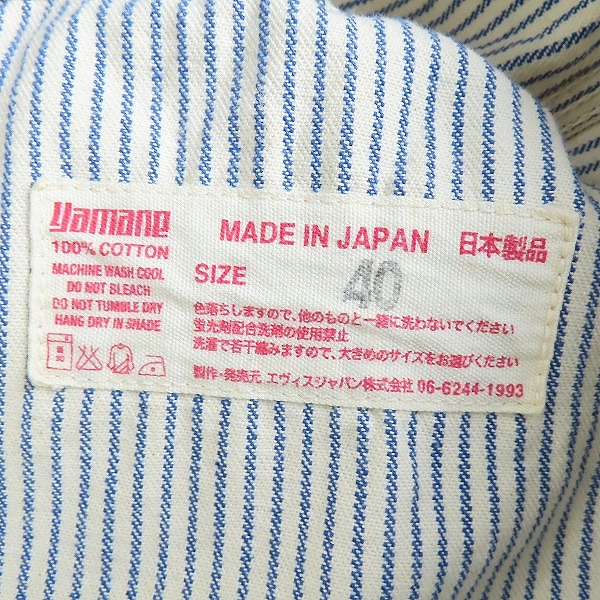 Yamane
100% COTTON
MACHINE WASH COOL
DO NOT BLEACH
DO NOT TUMBLE DRY
HANG DRY IN SHADE
MADE IN JAPAN 日本製品
SIZE 40
色落ちしますので、他のものと一緒に洗わないでください
蛍光剤配合洗剤の使用禁止
洗濯で若干縮みますので、大きめのサイズをお選びください
製作・発売元 エヴィスジャパン株式会社 06-6244-1993